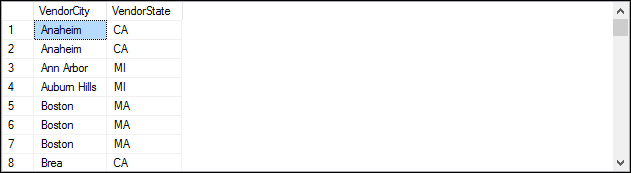 VendorCity VendorState
1 Anaheim CA
2 Anaheim CA
3 Ann Arbor MI
4 Auburn Hills MI
5 Boston MA
6 Boston MA
7 Boston MA
8 Brea CA